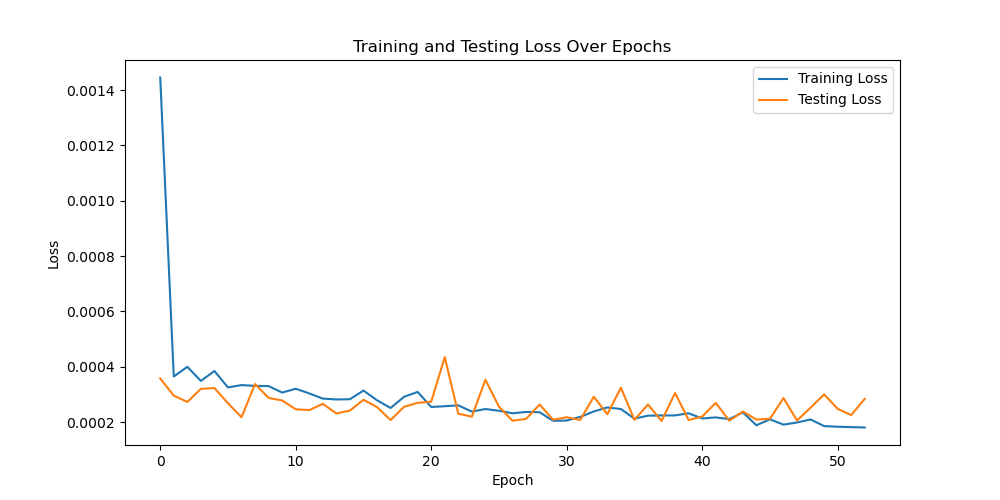 Training and Testing Loss Over Epochs
Training Loss
Testing Loss
0.0014
0.0012
0.0010
0.0008
0.0006
0.0004
0.0002
Loss
0 10 20 30 40 50
Epoch